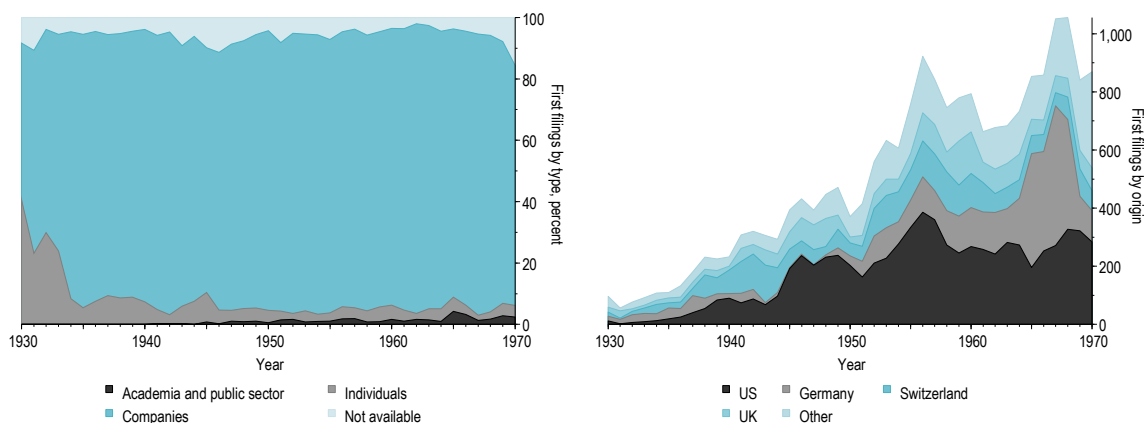 100
80
60
40
20
0
First filings by type, percent
1930
1940
1950
1960
1970
Year
Academia and public sector
Individuals
Companies
Not available
1,000
800
600
400
200
0
First filings by origin
1930
1940
1950
1960
1970
Year
US
Germany
Switzerland
UK
Other